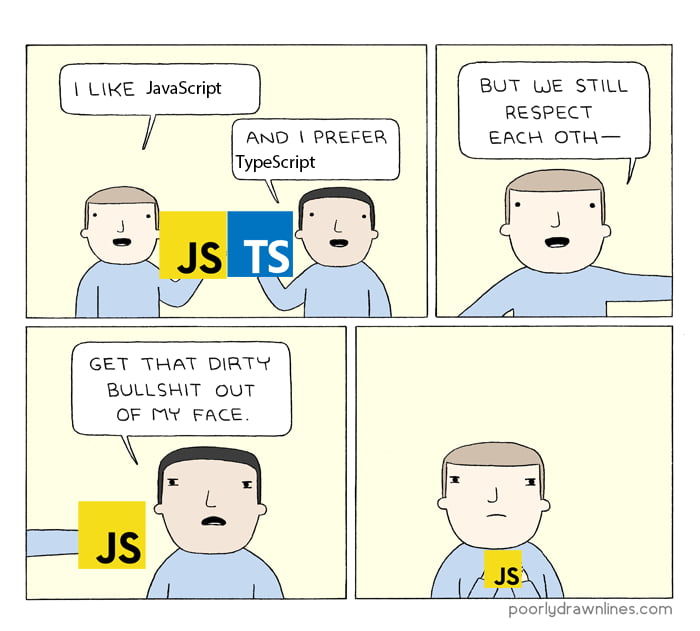 I LIKE JavaScript
AND I PREFER
TypeScript
JS TS
BUT WE STILL
RESPECT
EACH OTH—
GET THAT DIRTY
BULLSHIT OUT
OF MY FACE.
JS
JS
poorlydrawnlines.com